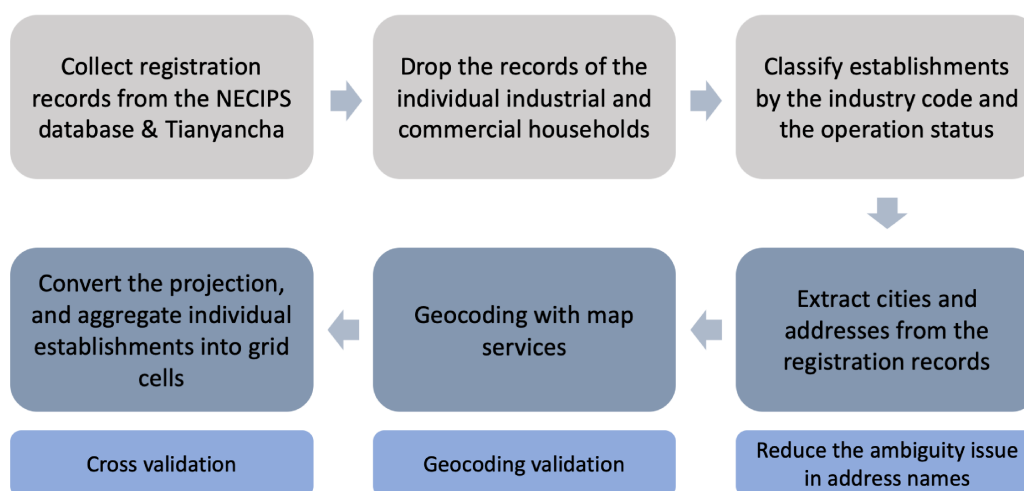 Collect registration
records from the NECIPS
database & Tianyancha
Drop the records of the
individual industrial and
commercial households
Classify establishments
by the industry code and
the operation status
Extract cities and
addresses from the
registration records
Geocoding with map
services
Convert the projection,
and aggregate individual
establishments into grid
cells
Cross validation
Geocoding validation
Reduce the ambiguity issue
in address names